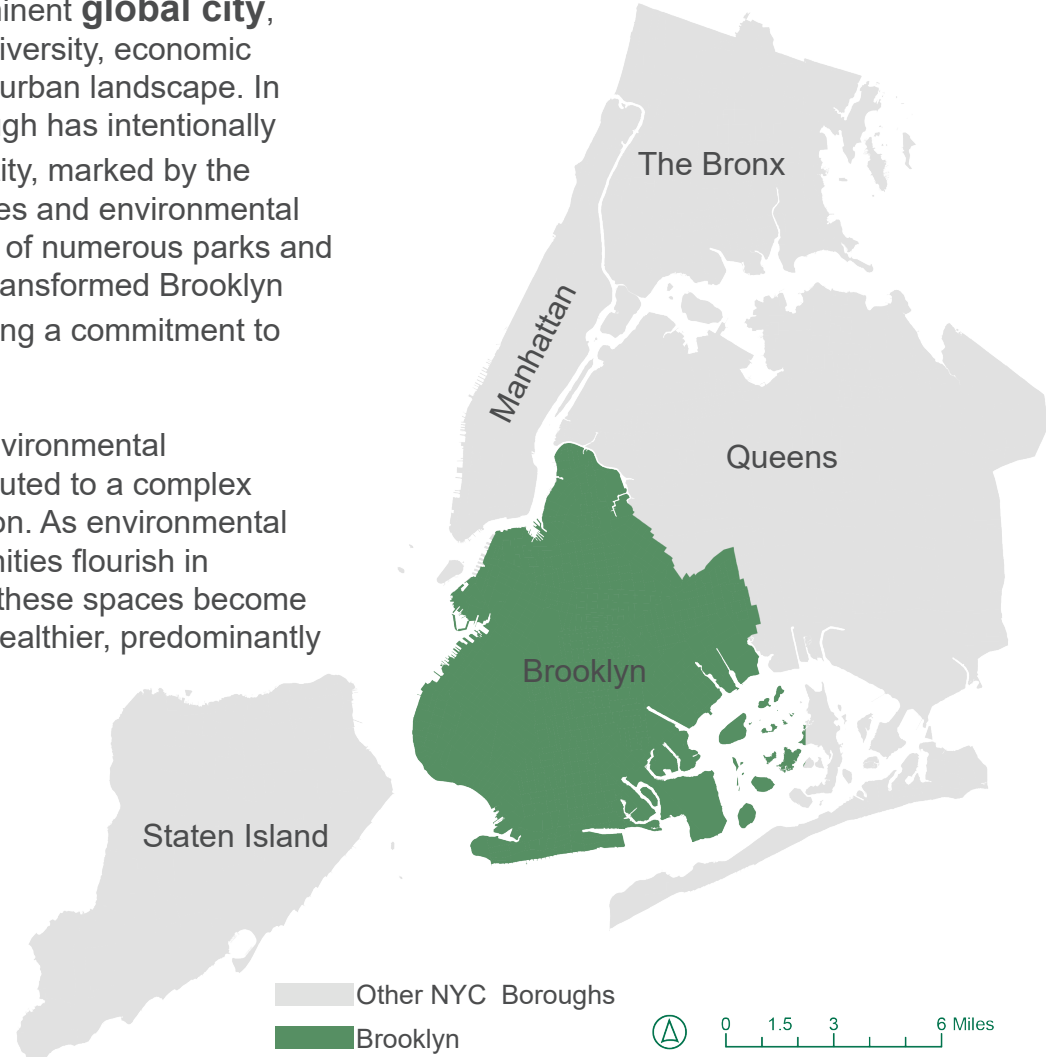 global city,
iversity, economic
urban landscape. In
gh has intentionally
ity, marked by the
es and environmental
of numerous parks and
ansformed Brooklyn
ng a commitment to
vironmental
uted to a complex
on. As environmental
nities flourish in
these spaces become
ealthier, predominantly
The Bronx
Manhattan
Queens
Brooklyn
Staten Island
Other NYC Boroughs
Brooklyn
0 1.5 3 6 Miles